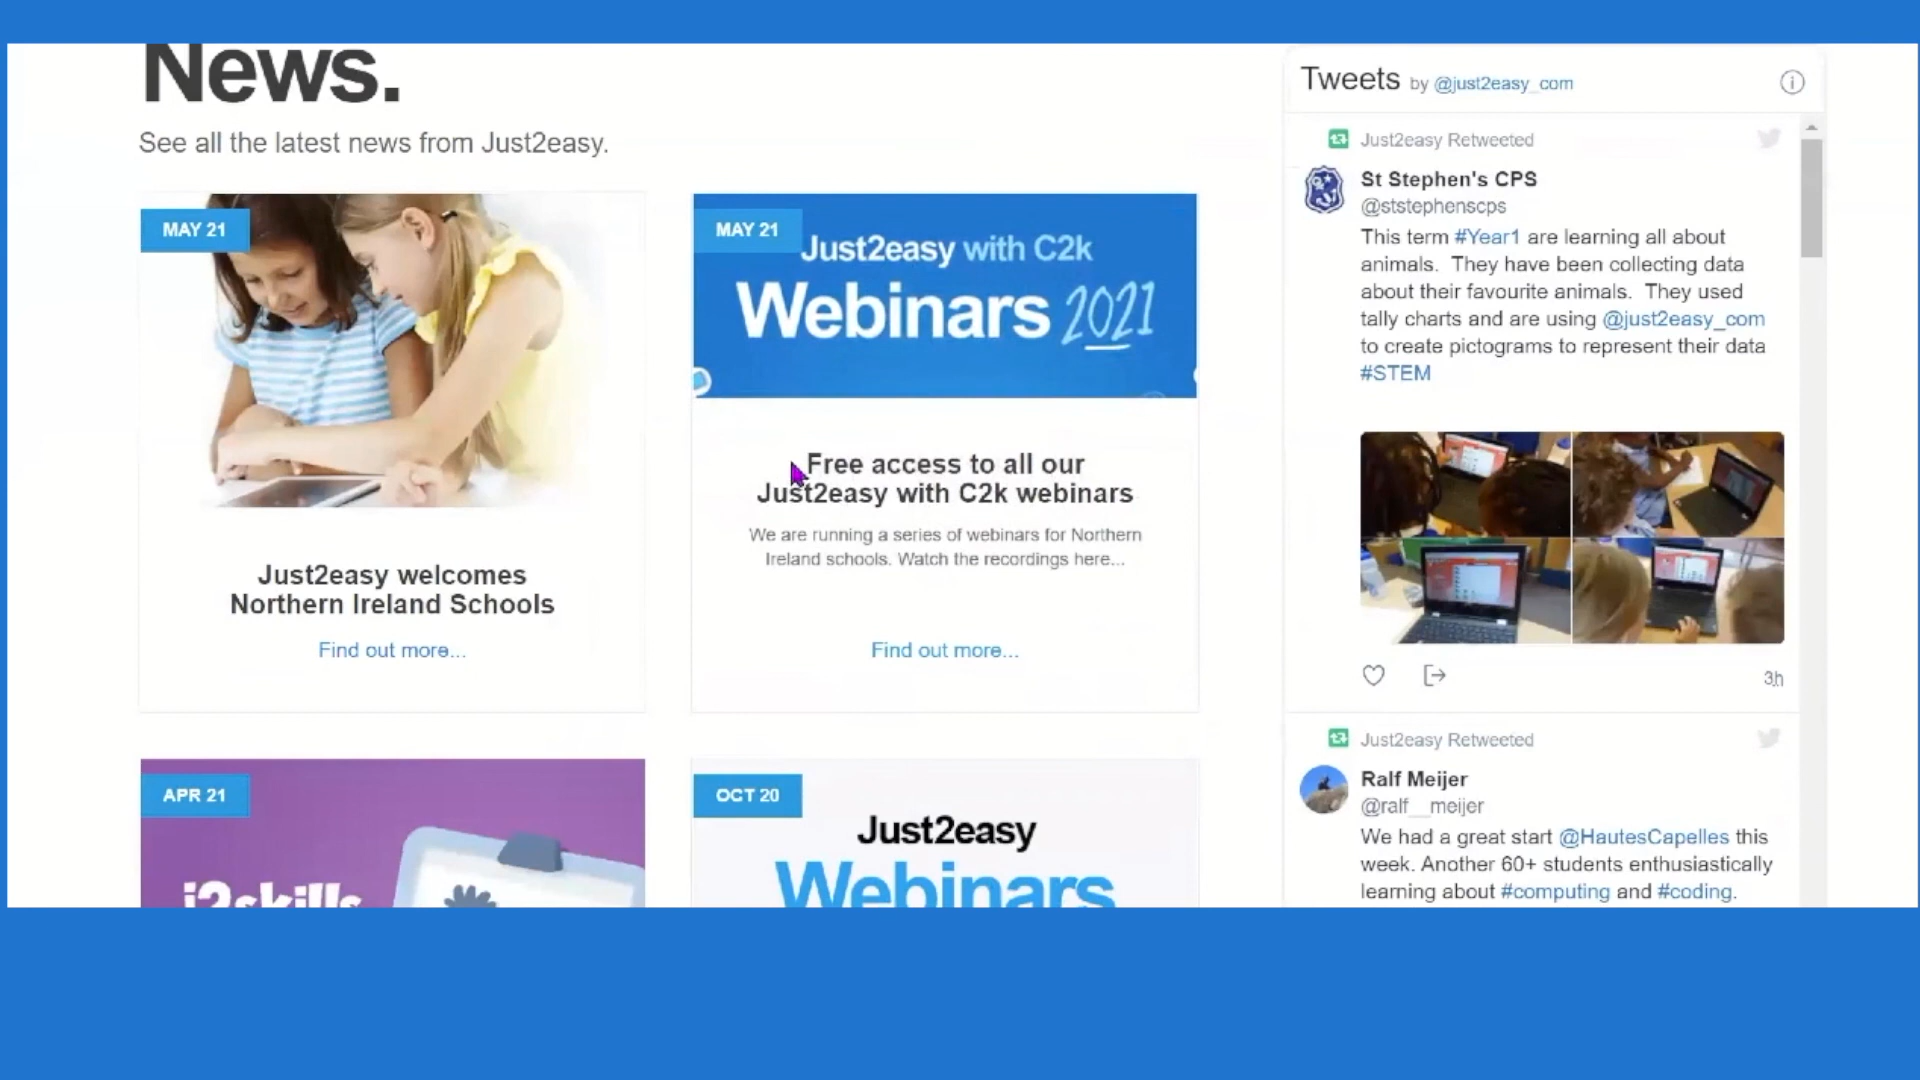 News.
See all the latest news from Just2easy.
MAY 21
Just2easy welcomes
Northern Ireland Schools
Find out more...
MAY 21
Just2easy with C2k
Webinars 2021
Free access to all our
Just2easy with C2k webinars
We are running a series of webinars for Northern
Ireland schools. Watch the recordings here...
Find out more...
APR 21
j2skills
OCT 20
Just2easy
Webinars
Tweets by @just2easy_com
Just2easy Retweeted
St Stephen's CPS
@ststephenscps
This term #Year1 are learning all about
animals. They have been collecting data
about their favourite animals. They used
tally charts and are using @just2easy_com
to create pictograms to represent their data
#STEM
3h
Just2easy Retweeted
Ralf Meijer
@ralf__meijer
We had a great start @HautesCapelles this
week. Another 60+ students enthusiastically
learning about #computing and #coding.